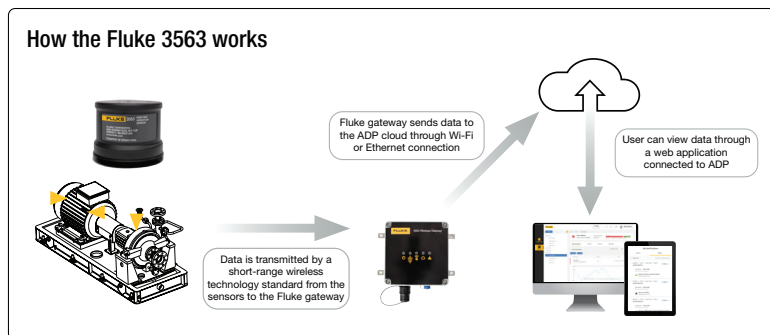 How the Fluke 3563 works
FLUKE
Fluke gateway sends data to
the ADP cloud through Wi-Fi
or Ethernet connection
User can view data through
a web application
connected to ADP
FLUKE
Data is transmitted by a
short-range wireless
technology standard from the
sensors to the Fluke gateway